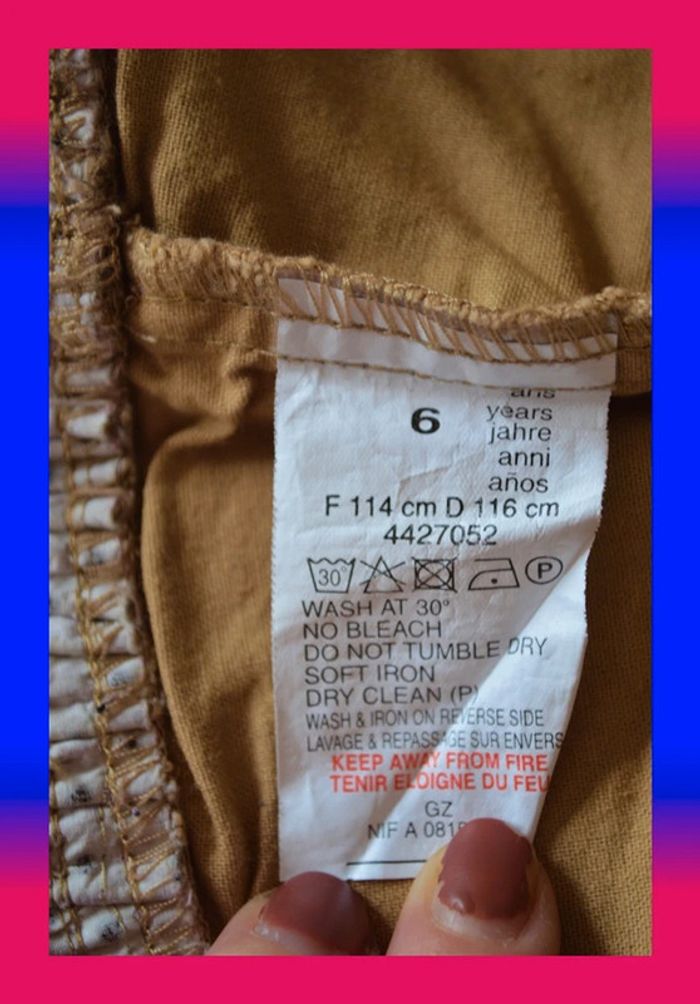 6 ans
years
jahre
anni
años
F 114 cm D 116 cm
4427052
30° P
WASH AT 30°
NO BLEACH
DO NOT TUMBLE DRY
SOFT IRON
DRY CLEAN (P)
WASH & IRON ON REVERSE SIDE
LAVAGE & REPASSAGE SUR ENVERS
KEEP AWAY FROM FIRE
TENIR ELOIGNE DU FEU
GZ
NIF A